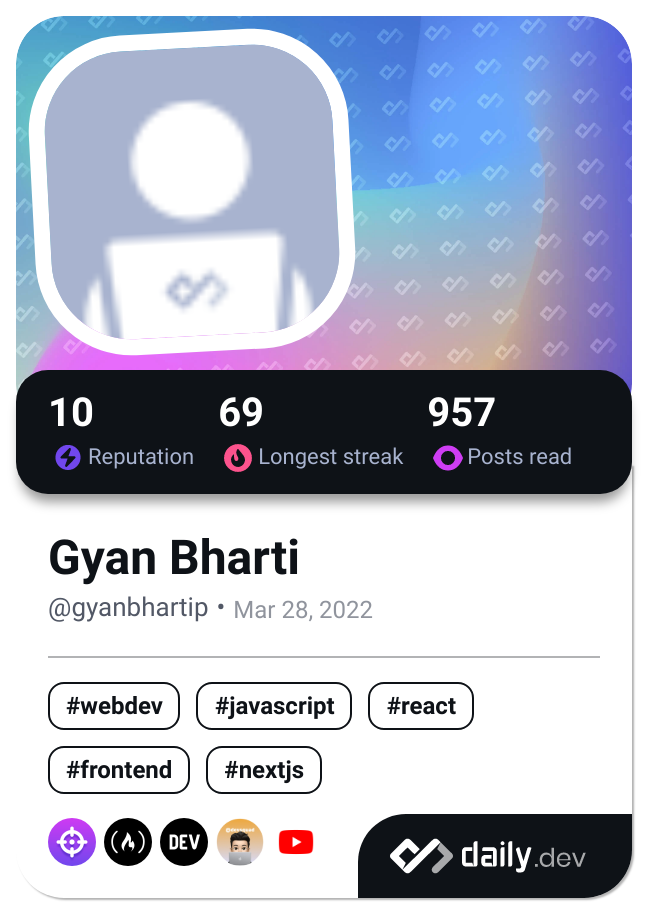 10 69 957
Reputation Longest streak Posts read
Gyan Bharti
@gyanbhartip • Mar 28, 2022
#webdev #javascript #react
#frontend #nextjs
DEV
daily.dev